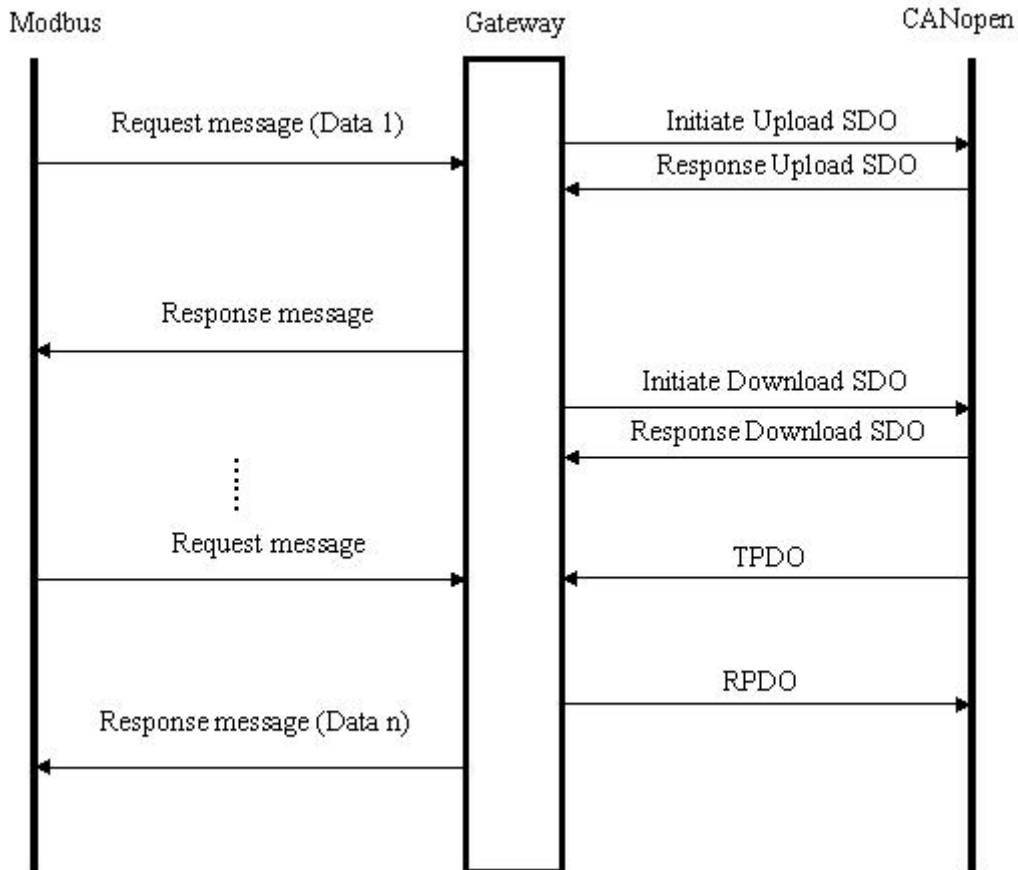 Modbus
Gateway
CANopen
Request message (Data 1)
Initiate Upload SDO
Response Upload SDO
Response message
Initiate Download SDO
Response Download SDO
Request message
TPDO
RPDO
Response message (Data n)